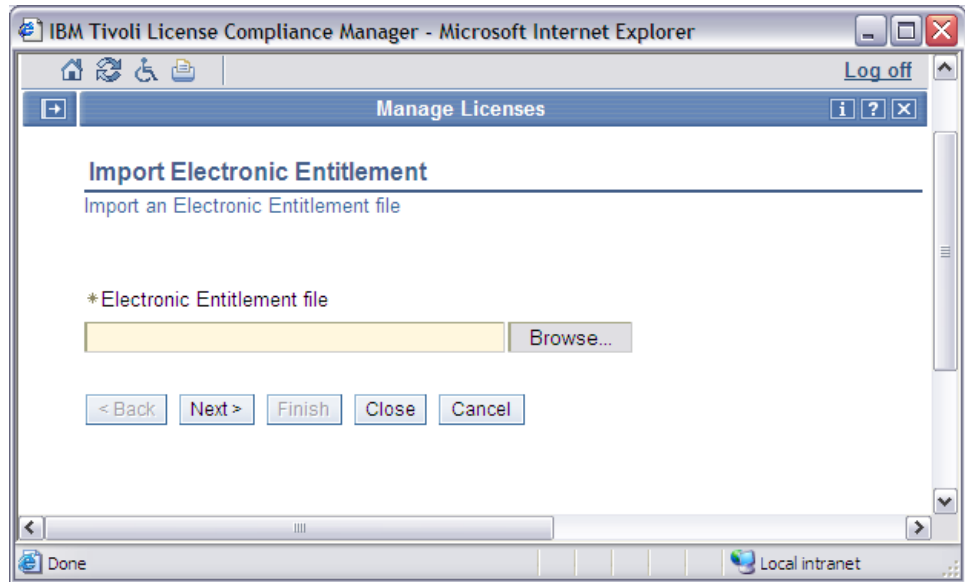 IBM Tivoli License Compliance Manager - Microsoft Internet Explorer
Log off
Manage Licenses
i ?
Import Electronic Entitlement
Import an Electronic Entitlement file
*Electronic Entitlement file
Browse...
< Back Next > Finish Close Cancel
Done Local intranet